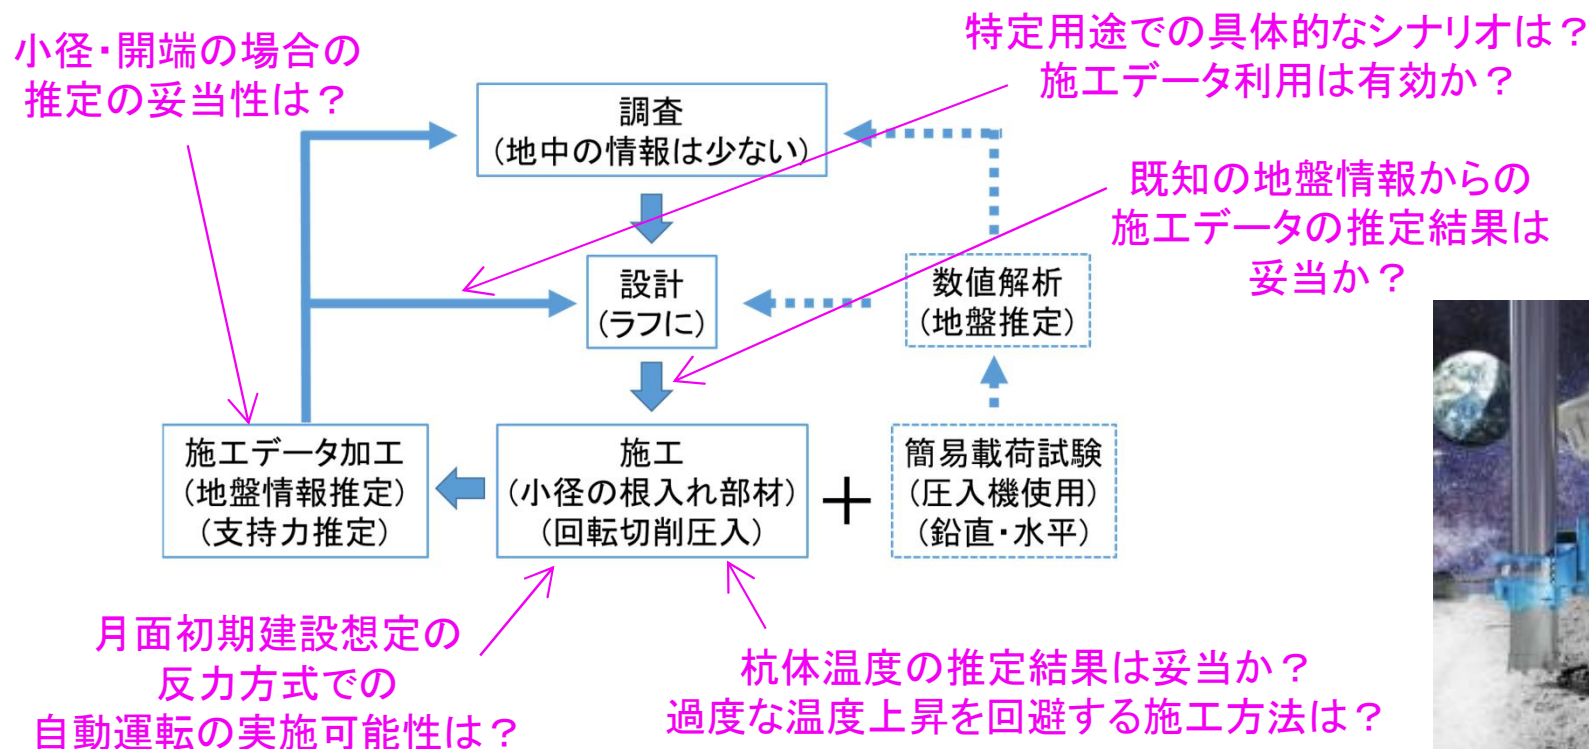 小径・開端の場合の
推定の妥当性は？
特定用途での具体的なシナリオは？
施工データ利用は有効か？
調査
(地中の情報は少ない)
既知の地盤情報からの
施工データの推定結果は
妥当か？
設計
(ラフに)
数値解析
(地盤推定)
施工データ加工
(地盤情報推定)
(支持力推定)
施工
(小径の根入れ部材)
(回転切削圧入)
＋
簡易載荷試験
(圧入機使用)
(鉛直・水平)
月面初期建設想定の
反力方式での
自動運転の実施可能性は？
杭体温度の推定結果は妥当か？
過度な温度上昇を回避する施工方法は？